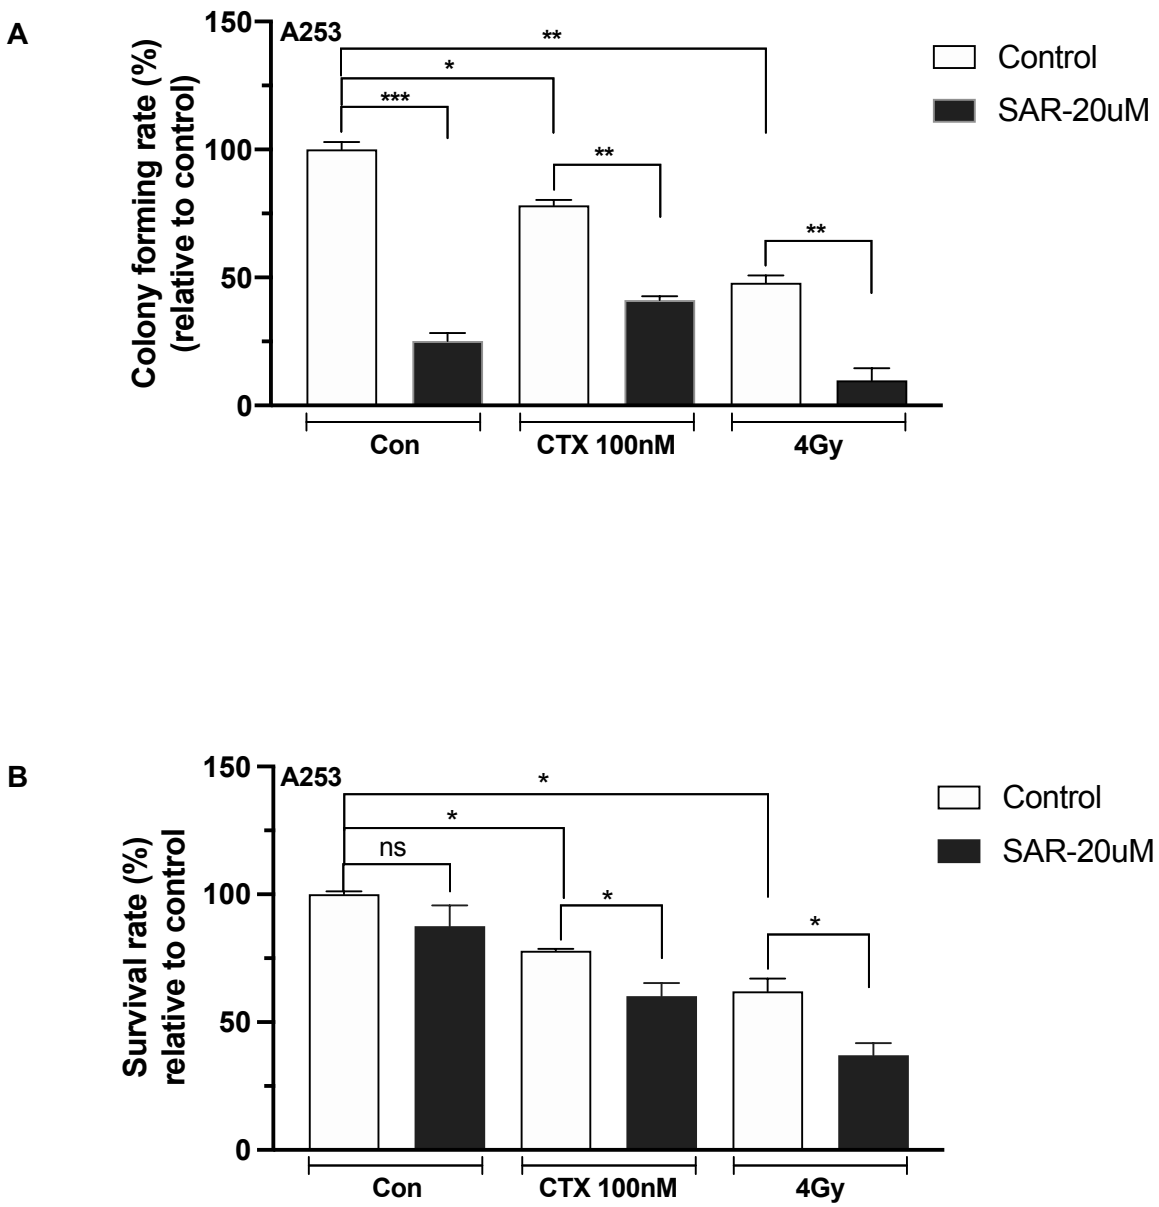 A
A253
Control
SAR-20uM
Colony forming rate (%)
(relative to control)
150
100
50
0
**
*
***
**
**
Con
CTX 100nM
4Gy
B
A253
Control
SAR-20uM
Survival rate (%)
relative to control
150
100
50
0
*
*
ns
*
*
Con
CTX 100nM
4Gy